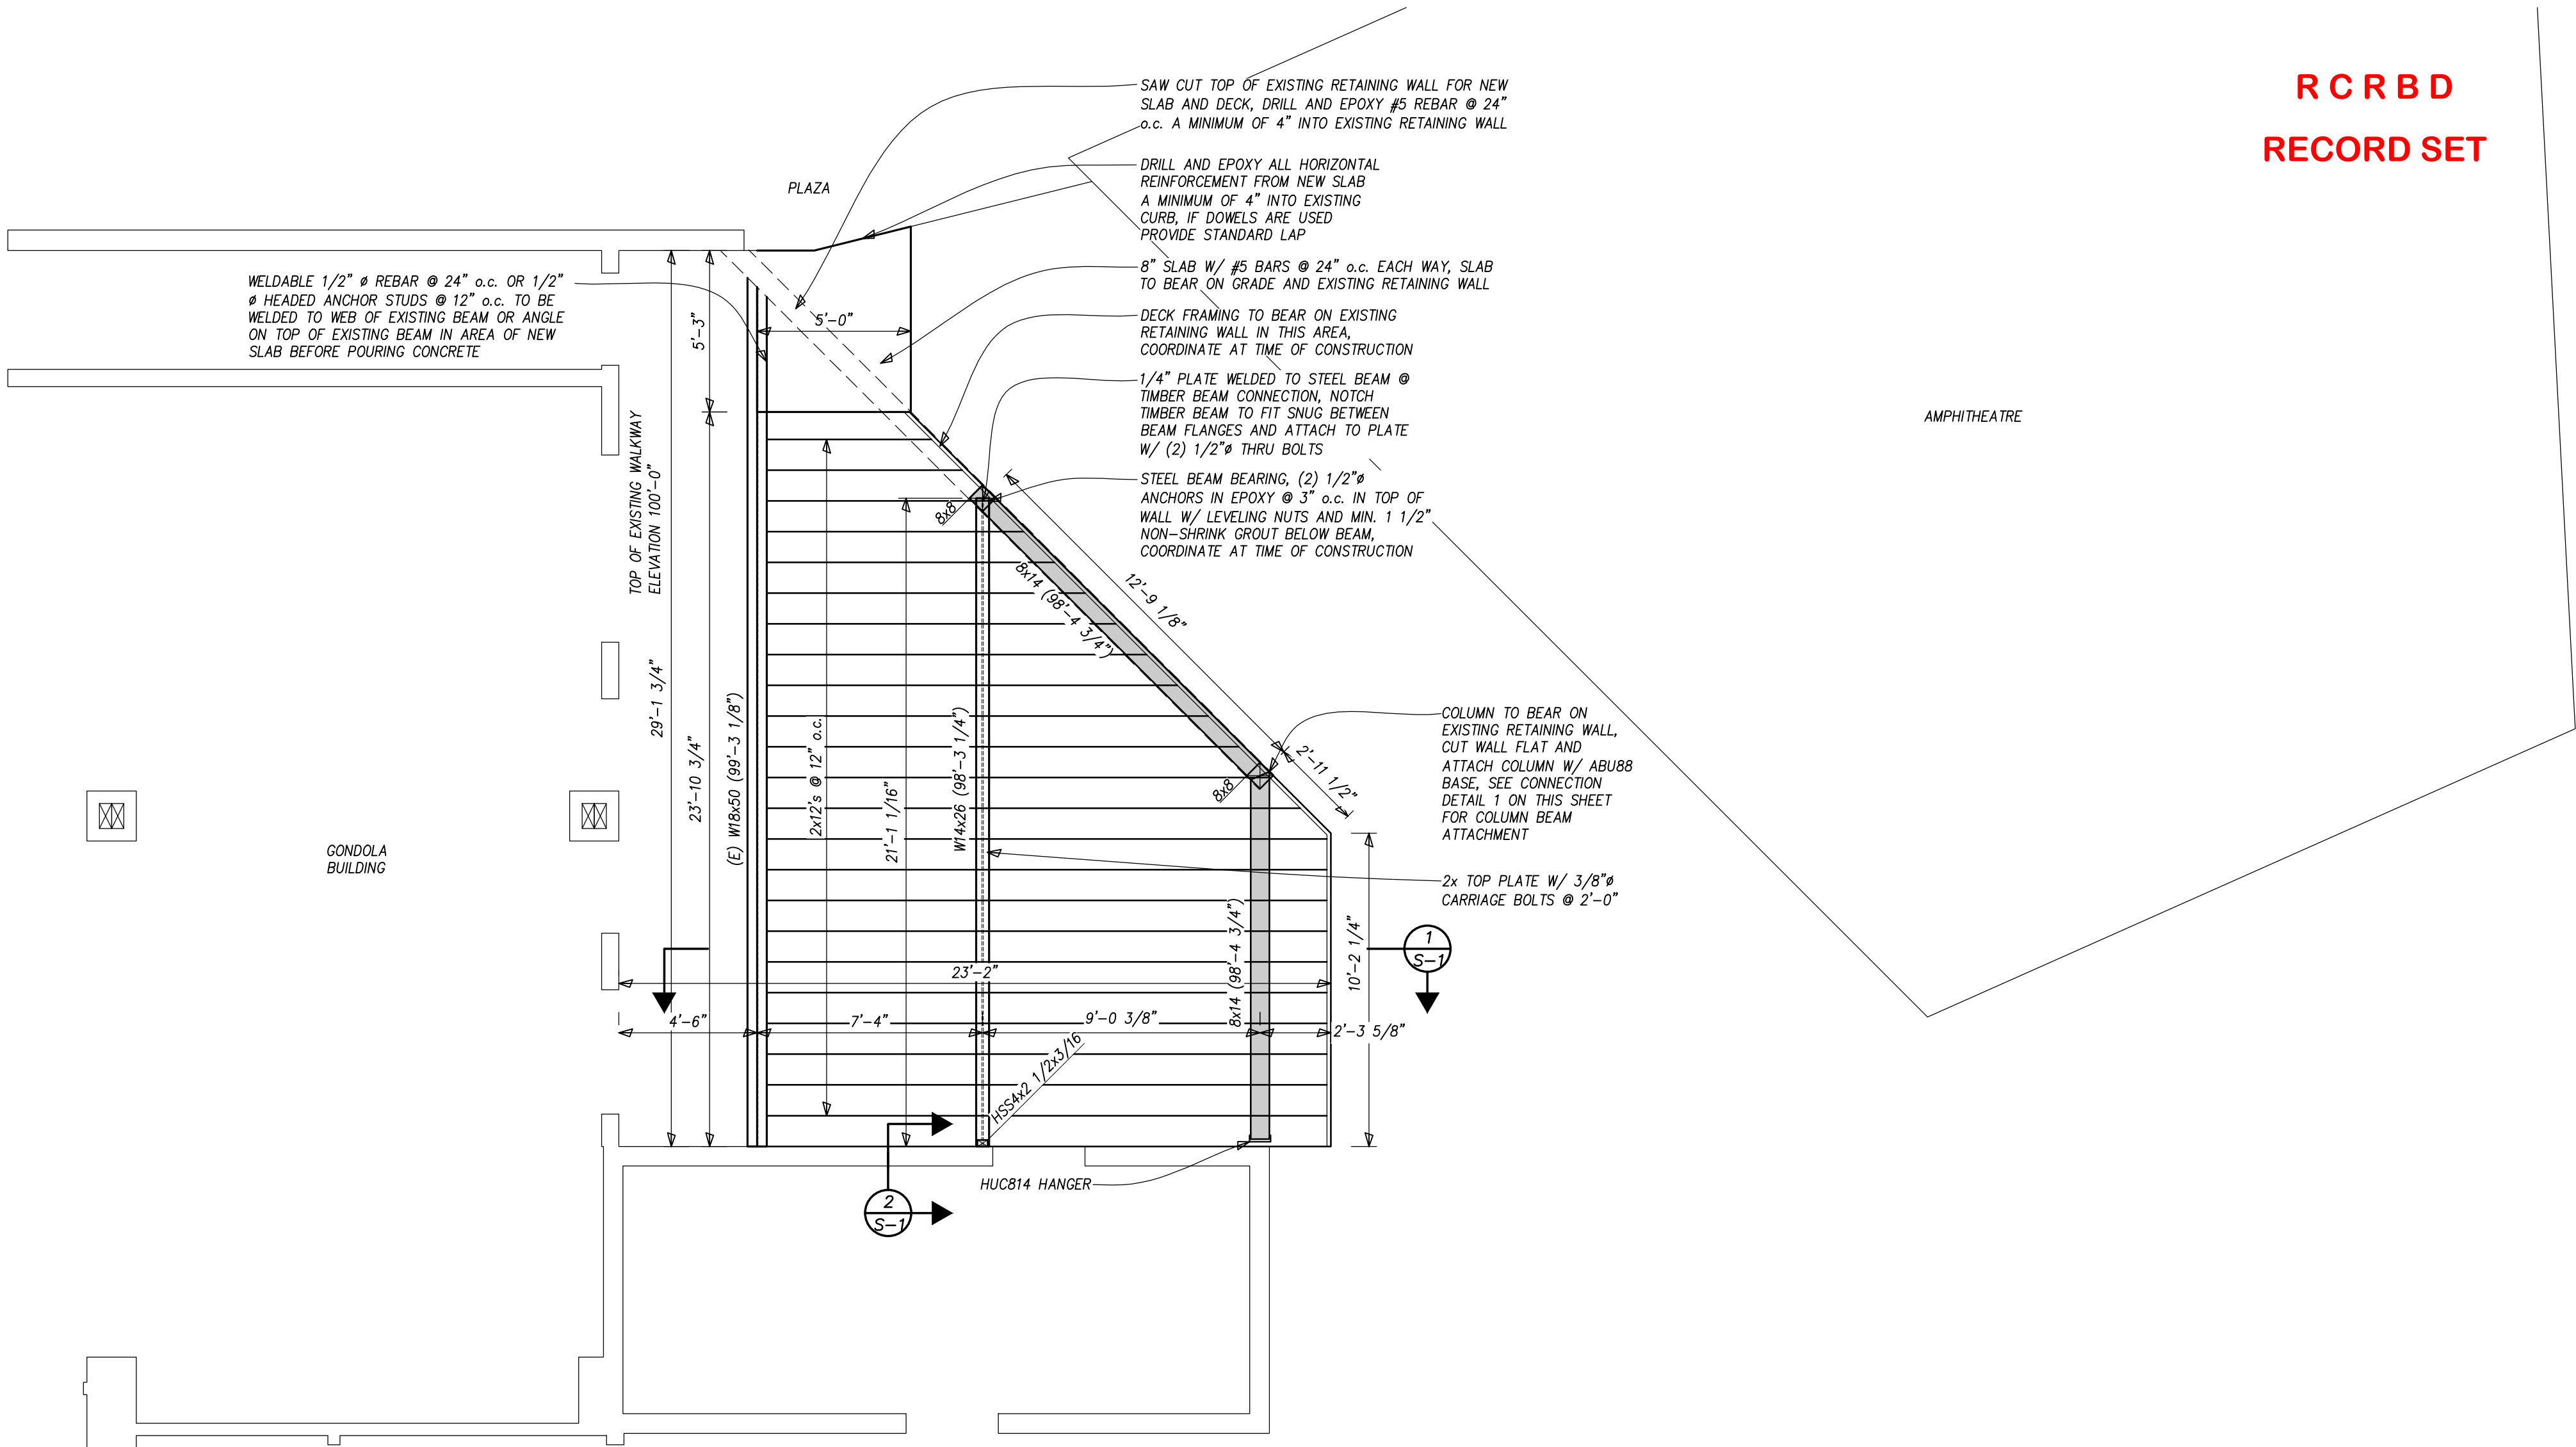 R C R B D
RECORD SET
SAW CUT TOP OF EXISTING RETAINING WALL FOR NEW
SLAB AND DECK, DRILL AND EPOXY #5 REBAR @ 24"
o.c. A MINIMUM OF 4" INTO EXISTING RETAINING WALL
DRILL AND EPOXY ALL HORIZONTAL
REINFORCEMENT FROM NEW SLAB
A MINIMUM OF 4" INTO EXISTING
CURB, IF DOWELS ARE USED
PROVIDE STANDARD LAP
PLAZA
8" SLAB W/ #5 BARS @ 24" o.c. EACH WAY, SLAB
TO BEAR ON GRADE AND EXISTING RETAINING WALL
WELDABLE 1/2" ø REBAR @ 24" o.c. OR 1/2"
ø HEADED ANCHOR STUDS @ 12" o.c. TO BE
WELDED TO WEB OF EXISTING BEAM OR ANGLE
ON TOP OF EXISTING BEAM IN AREA OF NEW
SLAB BEFORE POURING CONCRETE
DECK FRAMING TO BEAR ON EXISTING
RETAINING WALL IN THIS AREA,
COORDINATE AT TIME OF CONSTRUCTION
5'-3"
5'-0"
1/4" PLATE WELDED TO STEEL BEAM @
TIMBER BEAM CONNECTION, NOTCH
TIMBER BEAM TO FIT SNUG BETWEEN
BEAM FLANGES AND ATTACH TO PLATE
W/ (2) 1/2"ø THRU BOLTS
AMPHITHEATRE
STEEL BEAM BEARING, (2) 1/2"ø
ANCHORS IN EPOXY @ 3" o.c. IN TOP OF
WALL W/ LEVELING NUTS AND MIN. 1 1/2"
NON-SHRINK GROUT BELOW BEAM,
COORDINATE AT TIME OF CONSTRUCTION
TOP OF EXISTING WALKWAY
ELEVATION 100'-0"
8x8
8x14 (98'-4 3/4")
12'-9 1/8"
29'-1 3/4"
23'-10 3/4"
(E) W18x50 (99'-3 1/8")
2x12's @ 12" o.c.
21'-1 1/16"
W14x26 (98'-3 1/4")
8x8
2'-11 1/2"
COLUMN TO BEAR ON
EXISTING RETAINING WALL,
CUT WALL FLAT AND
ATTACH COLUMN W/ ABU88
BASE, SEE CONNECTION
DETAIL 1 ON THIS SHEET
FOR COLUMN BEAM
ATTACHMENT
GONDOLA
BUILDING
2x TOP PLATE W/ 3/8"ø
CARRIAGE BOLTS @ 2'-0"
8x14 (98'-4 3/4")
10'-2 1/4"
1
S-1
23'-2"
4'-6"
7'-4"
9'-0 3/8"
2'-3 5/8"
HSS4x2 1/2x3/16
HUC814 HANGER
2
S-1